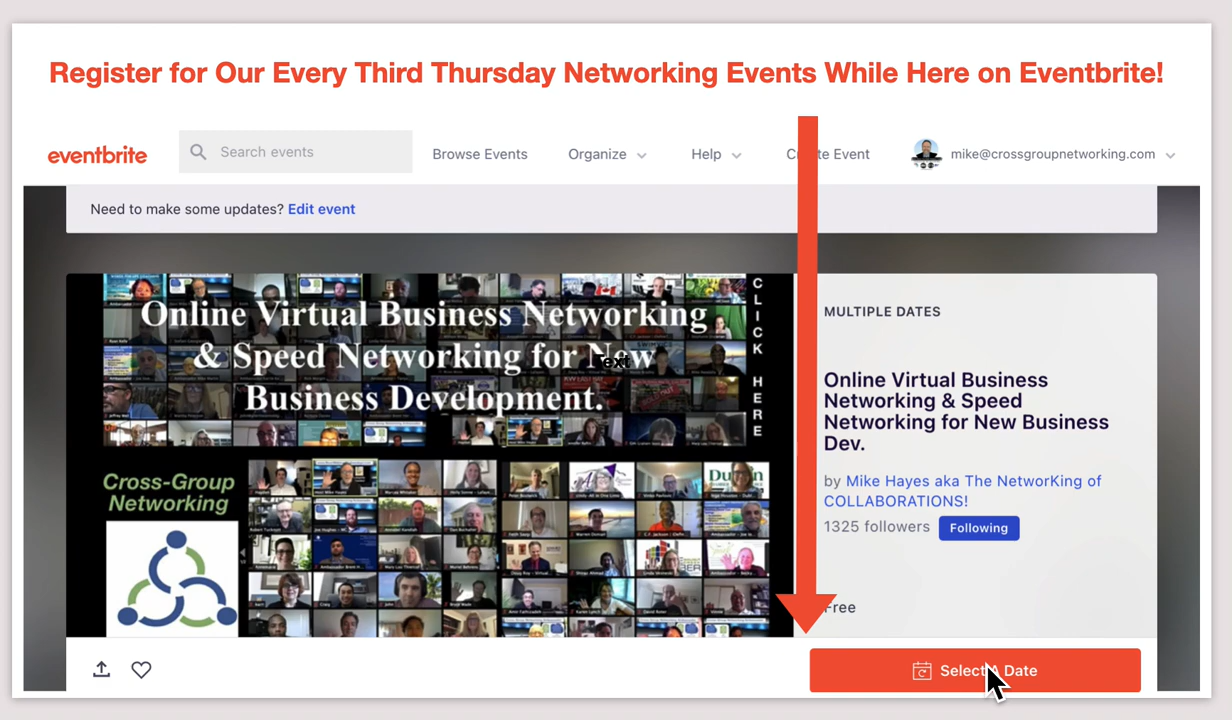 Register for Our Every Third Thursday Networking Events While Here on Eventbrite!
eventbrite
Search events
Browse Events
Organize
Help
Create Event
mike@crossgroupnetworking.com
Need to make some updates? Edit event
Online Virtual Business Networking
& Speed Networking for New
Business Development.
Text
CLICK HERE
Cross-Group
Networking
MULTIPLE DATES
Online Virtual Business
Networking & Speed
Networking for New Business
Dev.
by Mike Hayes aka The NetworKing of
COLLABORATIONS!
1325 followers
Following
Free
Select A Date